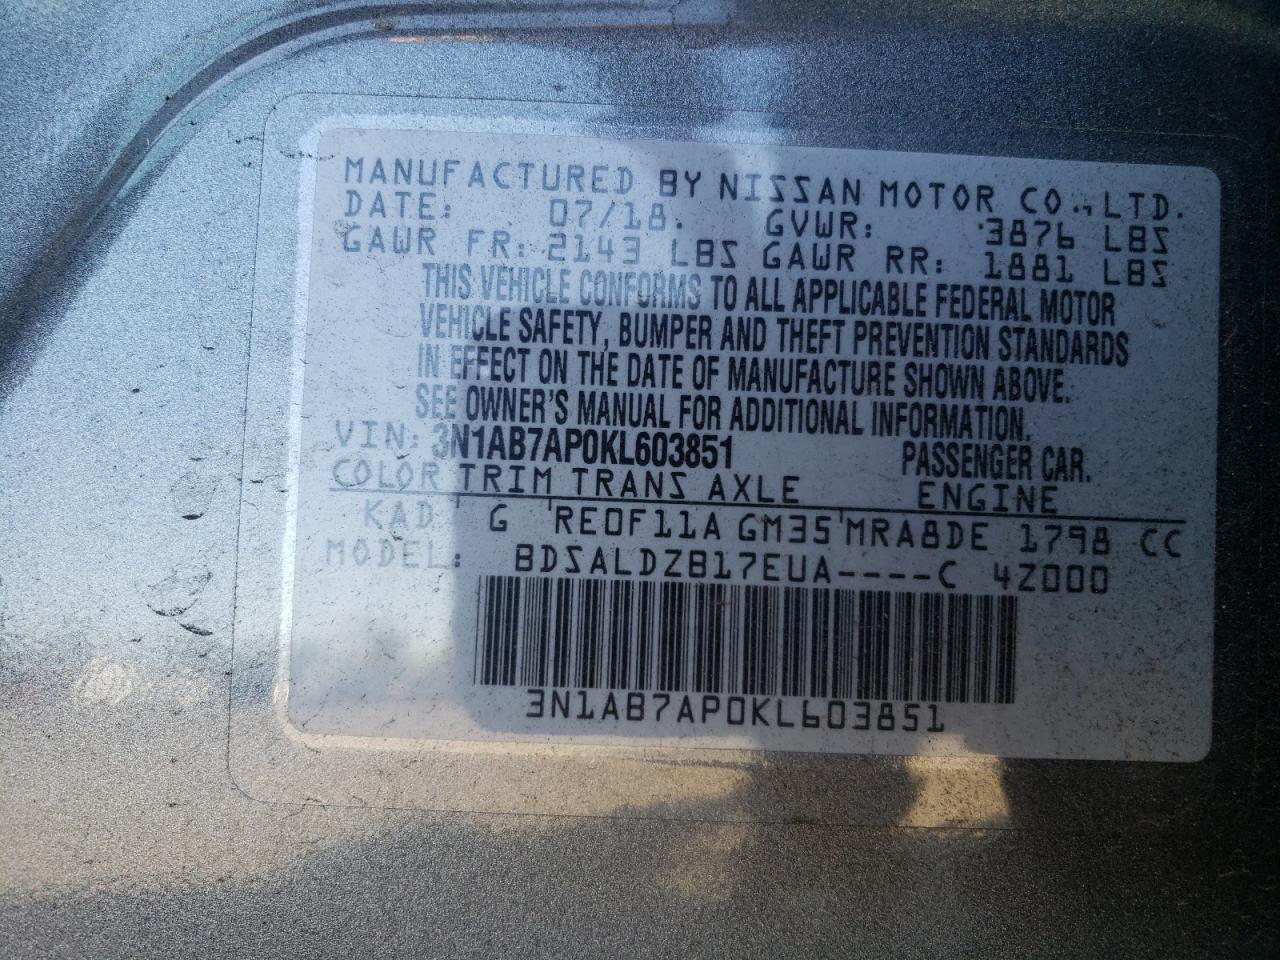 MANUFACTURED BY NISSAN MOTOR CO.,LTD.
DATE: 07/18. GVWR: 3876 LBS
GAWR FR: 2143 LBS GAWR RR: 1881 LBS
THIS VEHICLE CONFORMS TO ALL APPLICABLE FEDERAL MOTOR
VEHICLE SAFETY, BUMPER AND THEFT PREVENTION STANDARDS
IN EFFECT ON THE DATE OF MANUFACTURE SHOWN ABOVE.
SEE OWNER'S MANUAL FOR ADDITIONAL INFORMATION.
VIN: 3N1AB7AP0KL603851 PASSENGER CAR.
COLOR TRIM TRANS AXLE ENGINE
KAD G RE0F11A GM35 MRA8DE 1798 CC
MODEL: BDSALDZB17EUA----C 4Z000
3N1AB7AP0KL603851